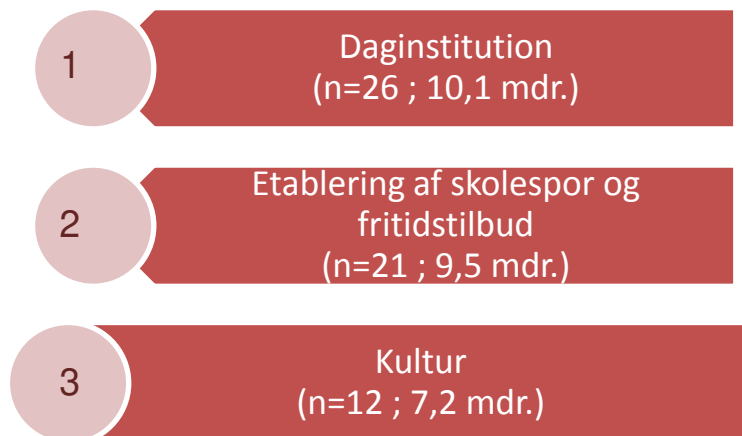 1
Daginstitution
(n=26 ; 10,1 mdr.)
2
Etablering af skolespor og
fritidstilbud
(n=21 ; 9,5 mdr.)
3
Kultur
(n=12 ; 7,2 mdr.)